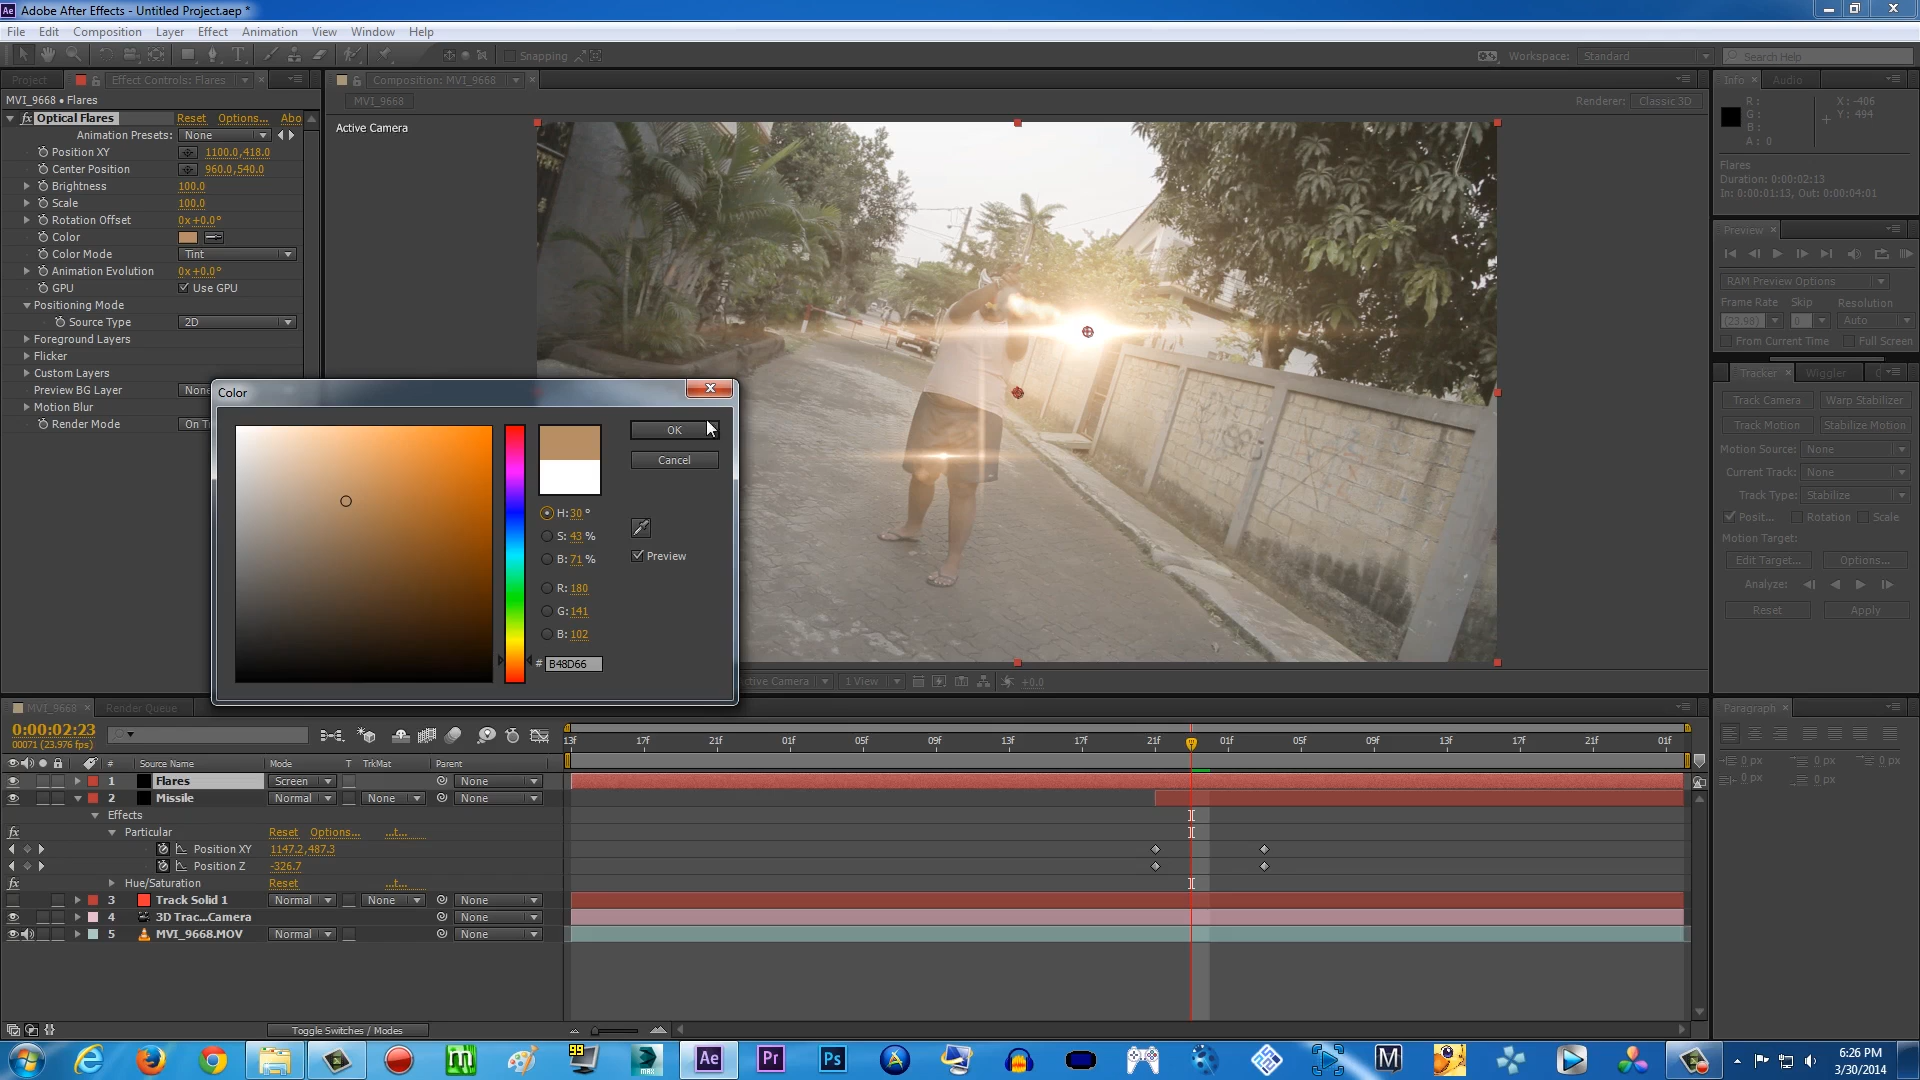 Adobe After Effects - Untitled Project.aep *
File Edit Composition Layer Effect Animation View Window Help
Snapping Workspace: Standard Search Help
Project Effect Controls: Flares
MVI_9668 • Flares
Optical Flares Reset Options... Abo
Animation Presets: None
Position XY 1100.0,418.0
Center Position 960.0,540.0
Brightness 100.0
Scale 100.0
Rotation Offset 0x+0.0°
Color
Color Mode Tint
Animation Evolution 0x+0.0°
GPU Use GPU
Positioning Mode
Source Type 2D
Foreground Layers
Flicker
Custom Layers
Preview BG Layer None
Motion Blur
Render Mode On T
Composition: MVI_9668
MVI_9668
Renderer: Classic 3D
Active Camera
Color
OK
Cancel
H: 30 °
S: 43 %
B: 71 %
Preview
R: 180
G: 141
B: 102
# B48D66
ctive Camera 1 View +0.0
Info Audio
R: X: -406
G: Y: 494
B:
A: 0
Flares
Duration: 0:00:02:13
In: 0:00:01:13, Out: 0:00:04:01
Preview
RAM Preview Options
Frame Rate Skip Resolution
(23.98) 0 Auto
From Current Time Full Screen
Tracker Wiggler
Track Camera Warp Stabilizer
Track Motion Stabilize Motion
Motion Source: None
Current Track: None
Track Type: Stabilize
Posit... Rotation Scale
Motion Target:
Edit Target... Options...
Analyze:
Reset Apply
Paragraph
0 px 0 px 0 px
0 px 0 px
MVI_9668 Render Queue
0:00:02:23
00071 (23.976 fps)
13f 17f 21f 01f 05f 09f 13f 17f 21f 01f 05f 09f 13f 17f 21f 01f
# Source Name Mode T TrkMat Parent
1 Flares Screen None
2 Missile Normal None None
Effects
Particular Reset Options... ...t...
Position XY 1147.2,487.3
Position Z -326.7
Hue/Saturation Reset ...t...
3 Track Solid 1 Normal None None
4 3D Trac...Camera None
5 MVI_9668.MOV Normal None
Toggle Switches / Modes
99 MAX Ae Pr Ps M
6:26 PM
3/30/2014